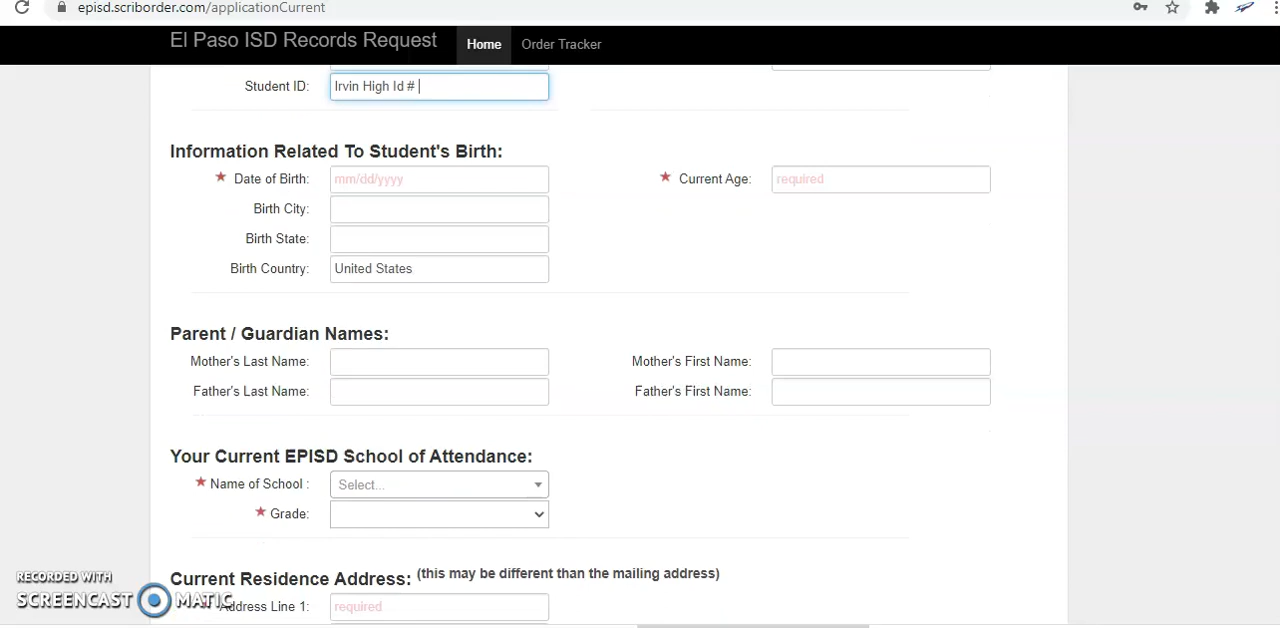 episd.scriborder.com/applicationCurrent
El Paso ISD Records Request Home Order Tracker
Student ID: Irvin High Id #
Information Related To Student's Birth:
* Date of Birth: mm/dd/yyyy * Current Age: required
Birth City:
Birth State:
Birth Country: United States
Parent / Guardian Names:
Mother's Last Name: Mother's First Name:
Father's Last Name: Father's First Name:
Your Current EPISD School of Attendance:
* Name of School : Select...
* Grade:
Current Residence Address: (this may be different than the mailing address)
Address Line 1: required
RECORDED WITH
SCREENCAST MATIC